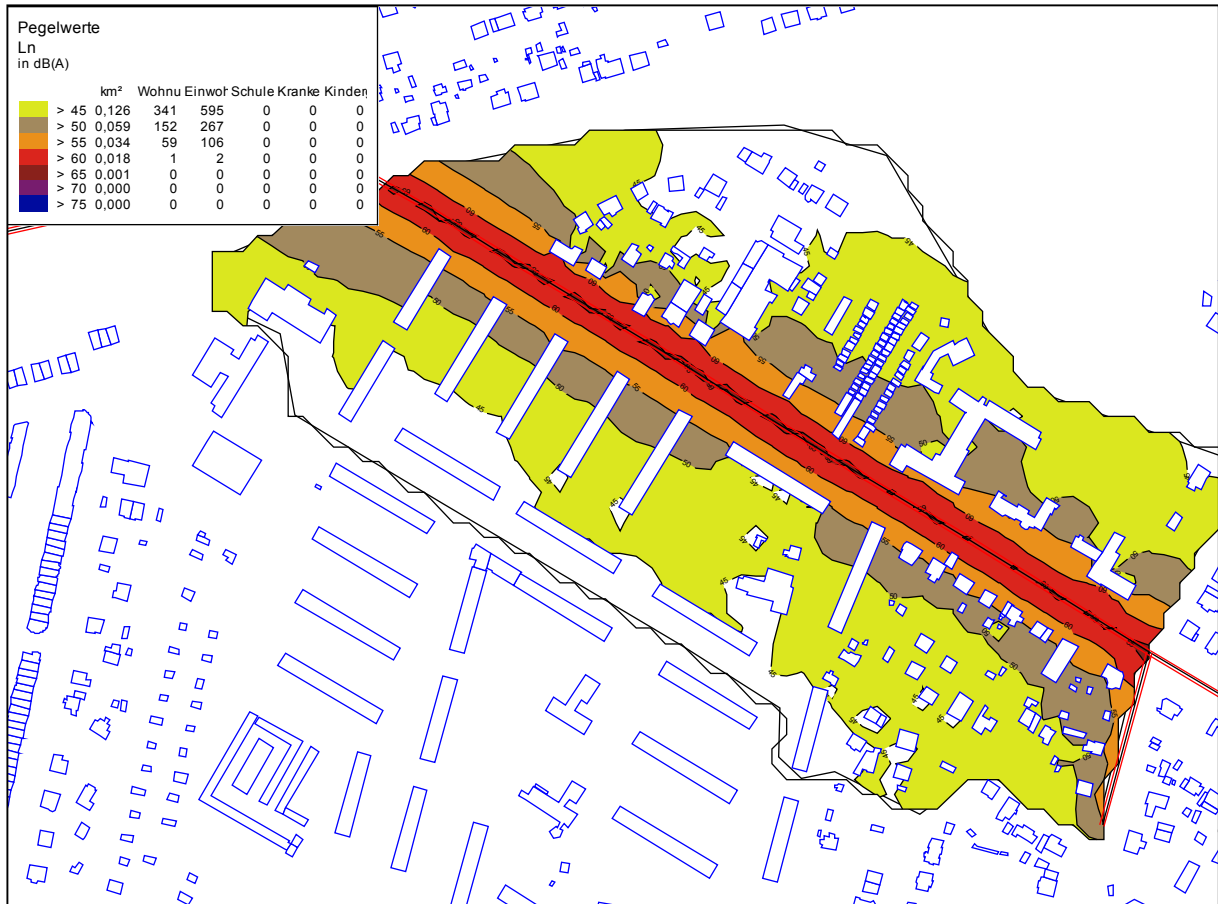 Pegelwerte
Ln
in dB(A)
km² Wohnu Einwoh Schule Kranke Kinder
> 45 0,126 341 595 0 0 0
> 50 0,059 152 267 0 0 0
> 55 0,034 59 106 0 0 0
> 60 0,018 1 2 0 0 0
> 65 0,001 0 0 0 0 0
> 70 0,000 0 0 0 0 0
> 75 0,000 0 0 0 0 0